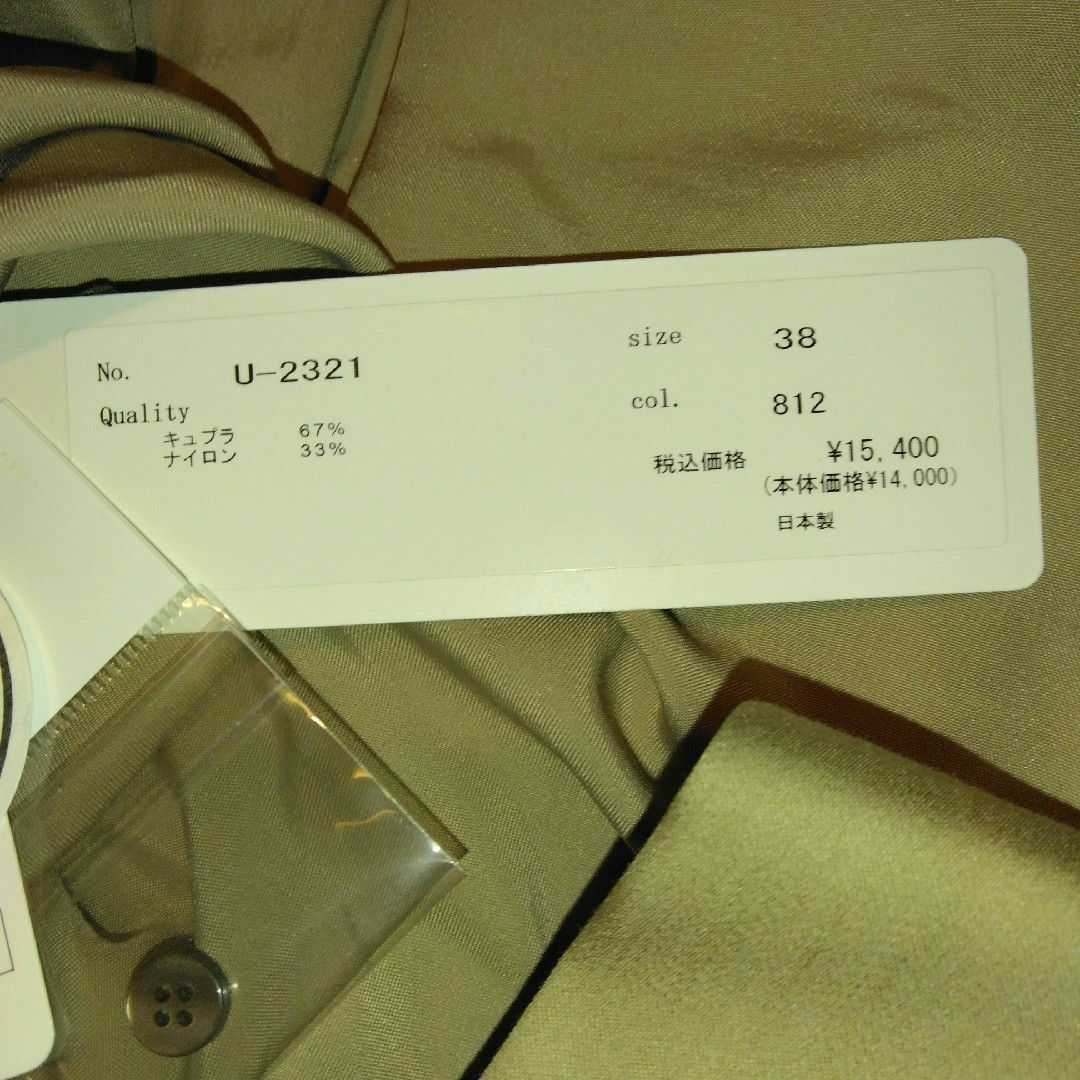 No. U-2321
Quality
キュプラ 67%
ナイロン 33%
size 38
col. 812
税込価格 ¥15,400
(本体価格¥14,000)
日本製